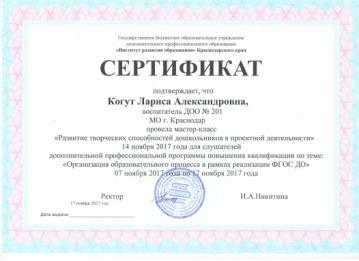 Государственное бюджетное образовательное учреждение
дополнительного профессионального образования
«Институт развития образования» Краснодарского края
СЕРТИФИКАТ
подтверждает, что
Когут Лариса Александровна,
воспитатель ДОО № 201
МО г. Краснодар
провела мастер-класс
«Развитие творческих способностей дошкольников в проектной деятельности»
14 ноября 2017 года для слушателей
дополнительной профессиональной программы повышения квалификации по теме:
«Организация образовательного процесса в рамках реализации ФГОС ДО»
07 ноября 2017 года по 17 ноября 2017 года
Ректор И.А.Никитина
17 ноября 2017 год
Дата выдачи